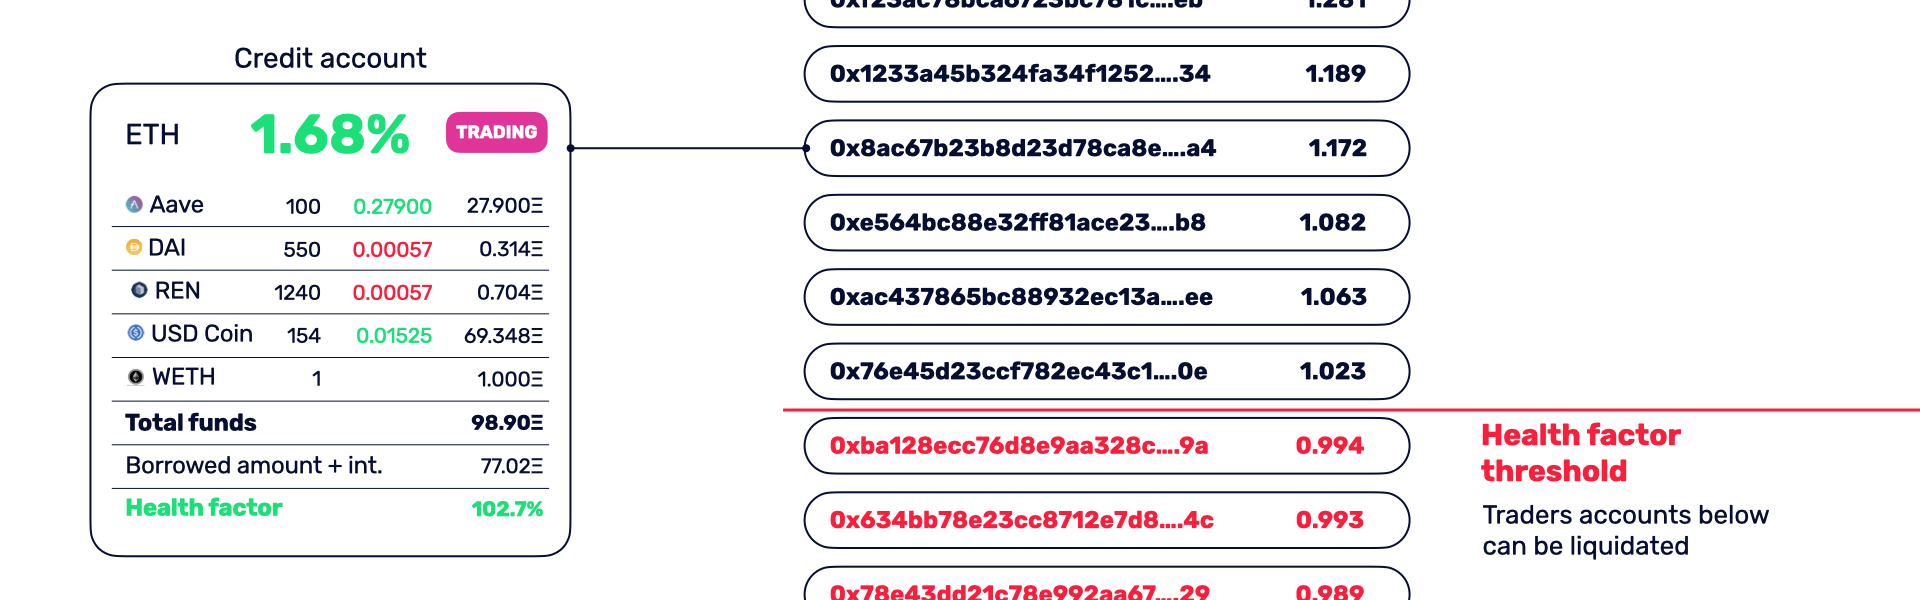 Credit account
ETH 1.68% TRADING
Aave 100 0.27900 27.900Ξ
DAI 550 0.00057 0.314Ξ
REN 1240 0.00057 0.704Ξ
USD Coin 154 0.01525 69.348Ξ
WETH 1 1.000Ξ
Total funds 98.90Ξ
Borrowed amount + int. 77.02Ξ
Health factor 102.7%
1.281
0x1233a45b324fa34f1252....34 1.189
0x8ac67b23b8d23d78ca8e....a4 1.172
0xe564bc88e32ff81ace23....b8 1.082
0xac437865bc88932ec13a....ee 1.063
0x76e45d23ccf782ec43c1....0e 1.023
0xba128ecc76d8e9aa328c....9a 0.994
0x634bb78e23cc8712e7d8....4c 0.993
0x78e43dd21c78e992aa67....29 0.989
Health factor
threshold
Traders accounts below
can be liquidated